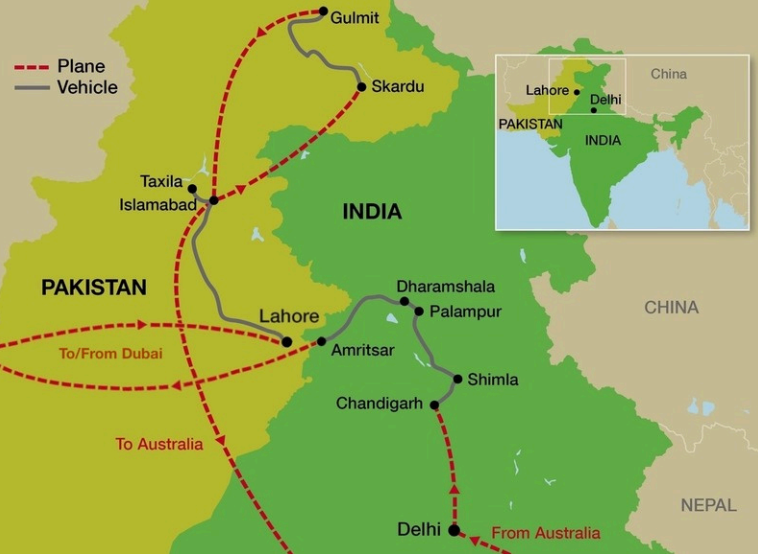 Gulmit
Plane
Vehicle
Skardu
China
Lahore
Delhi
PAKISTAN
INDIA
Taxila
Islamabad
INDIA
PAKISTAN
Dharamshala
Palampur
CHINA
Lahore
Amritsar
To/From Dubai
Shimla
Chandigarh
To Australia
NEPAL
Delhi
From Australia